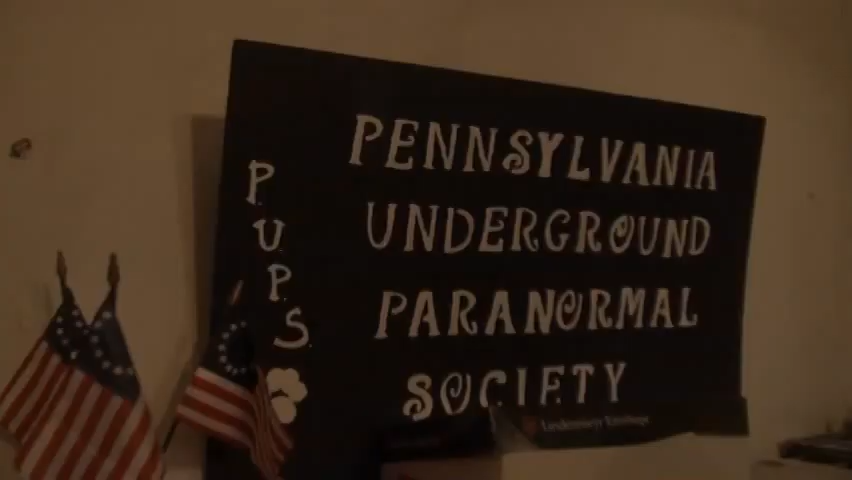 P.U.P.S.
PENNSYLVANIA
UNDERGROUND
PARANORMAL
SOCIETY